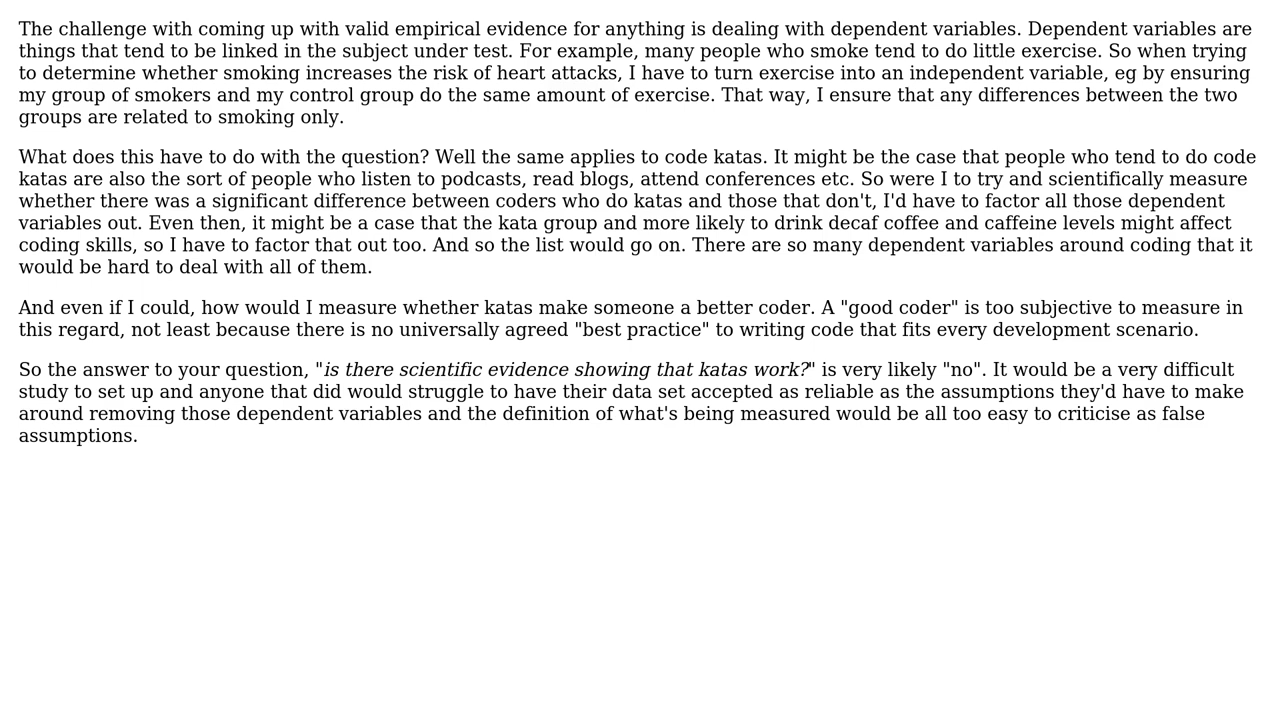 The challenge with coming up with valid empirical evidence for anything is dealing with dependent variables. Dependent variables are
things that tend to be linked in the subject under test. For example, many people who smoke tend to do little exercise. So when trying
to determine whether smoking increases the risk of heart attacks, I have to turn exercise into an independent variable, eg by ensuring
my group of smokers and my control group do the same amount of exercise. That way, I ensure that any differences between the two
groups are related to smoking only.
What does this have to do with the question? Well the same applies to code katas. It might be the case that people who tend to do code
katas are also the sort of people who listen to podcasts, read blogs, attend conferences etc. So were I to try and scientifically measure
whether there was a significant difference between coders who do katas and those that don't, I'd have to factor all those dependent
variables out. Even then, it might be a case that the kata group and more likely to drink decaf coffee and caffeine levels might affect
coding skills, so I have to factor that out too. And so the list would go on. There are so many dependent variables around coding that it
would be hard to deal with all of them.
And even if I could, how would I measure whether katas make someone a better coder. A "good coder" is too subjective to measure in
this regard, not least because there is no universally agreed "best practice" to writing code that fits every development scenario.
So the answer to your question, "is there scientific evidence showing that katas work?" is very likely "no". It would be a very difficult
study to set up and anyone that did would struggle to have their data set accepted as reliable as the assumptions they'd have to make
around removing those dependent variables and the definition of what's being measured would be all too easy to criticise as false
assumptions.